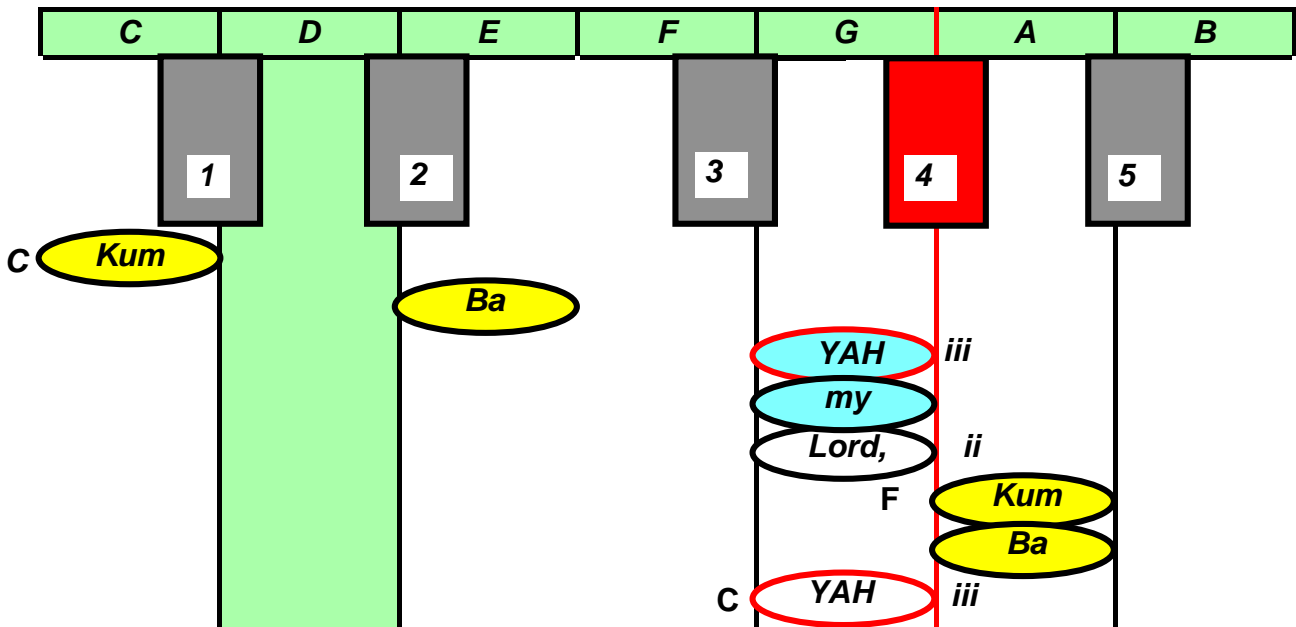 C D E F G A B
1 2 3 4 5
C Kum
Ba
YAH iii
my
Lord, ii
F Kum
Ba
C YAH iii